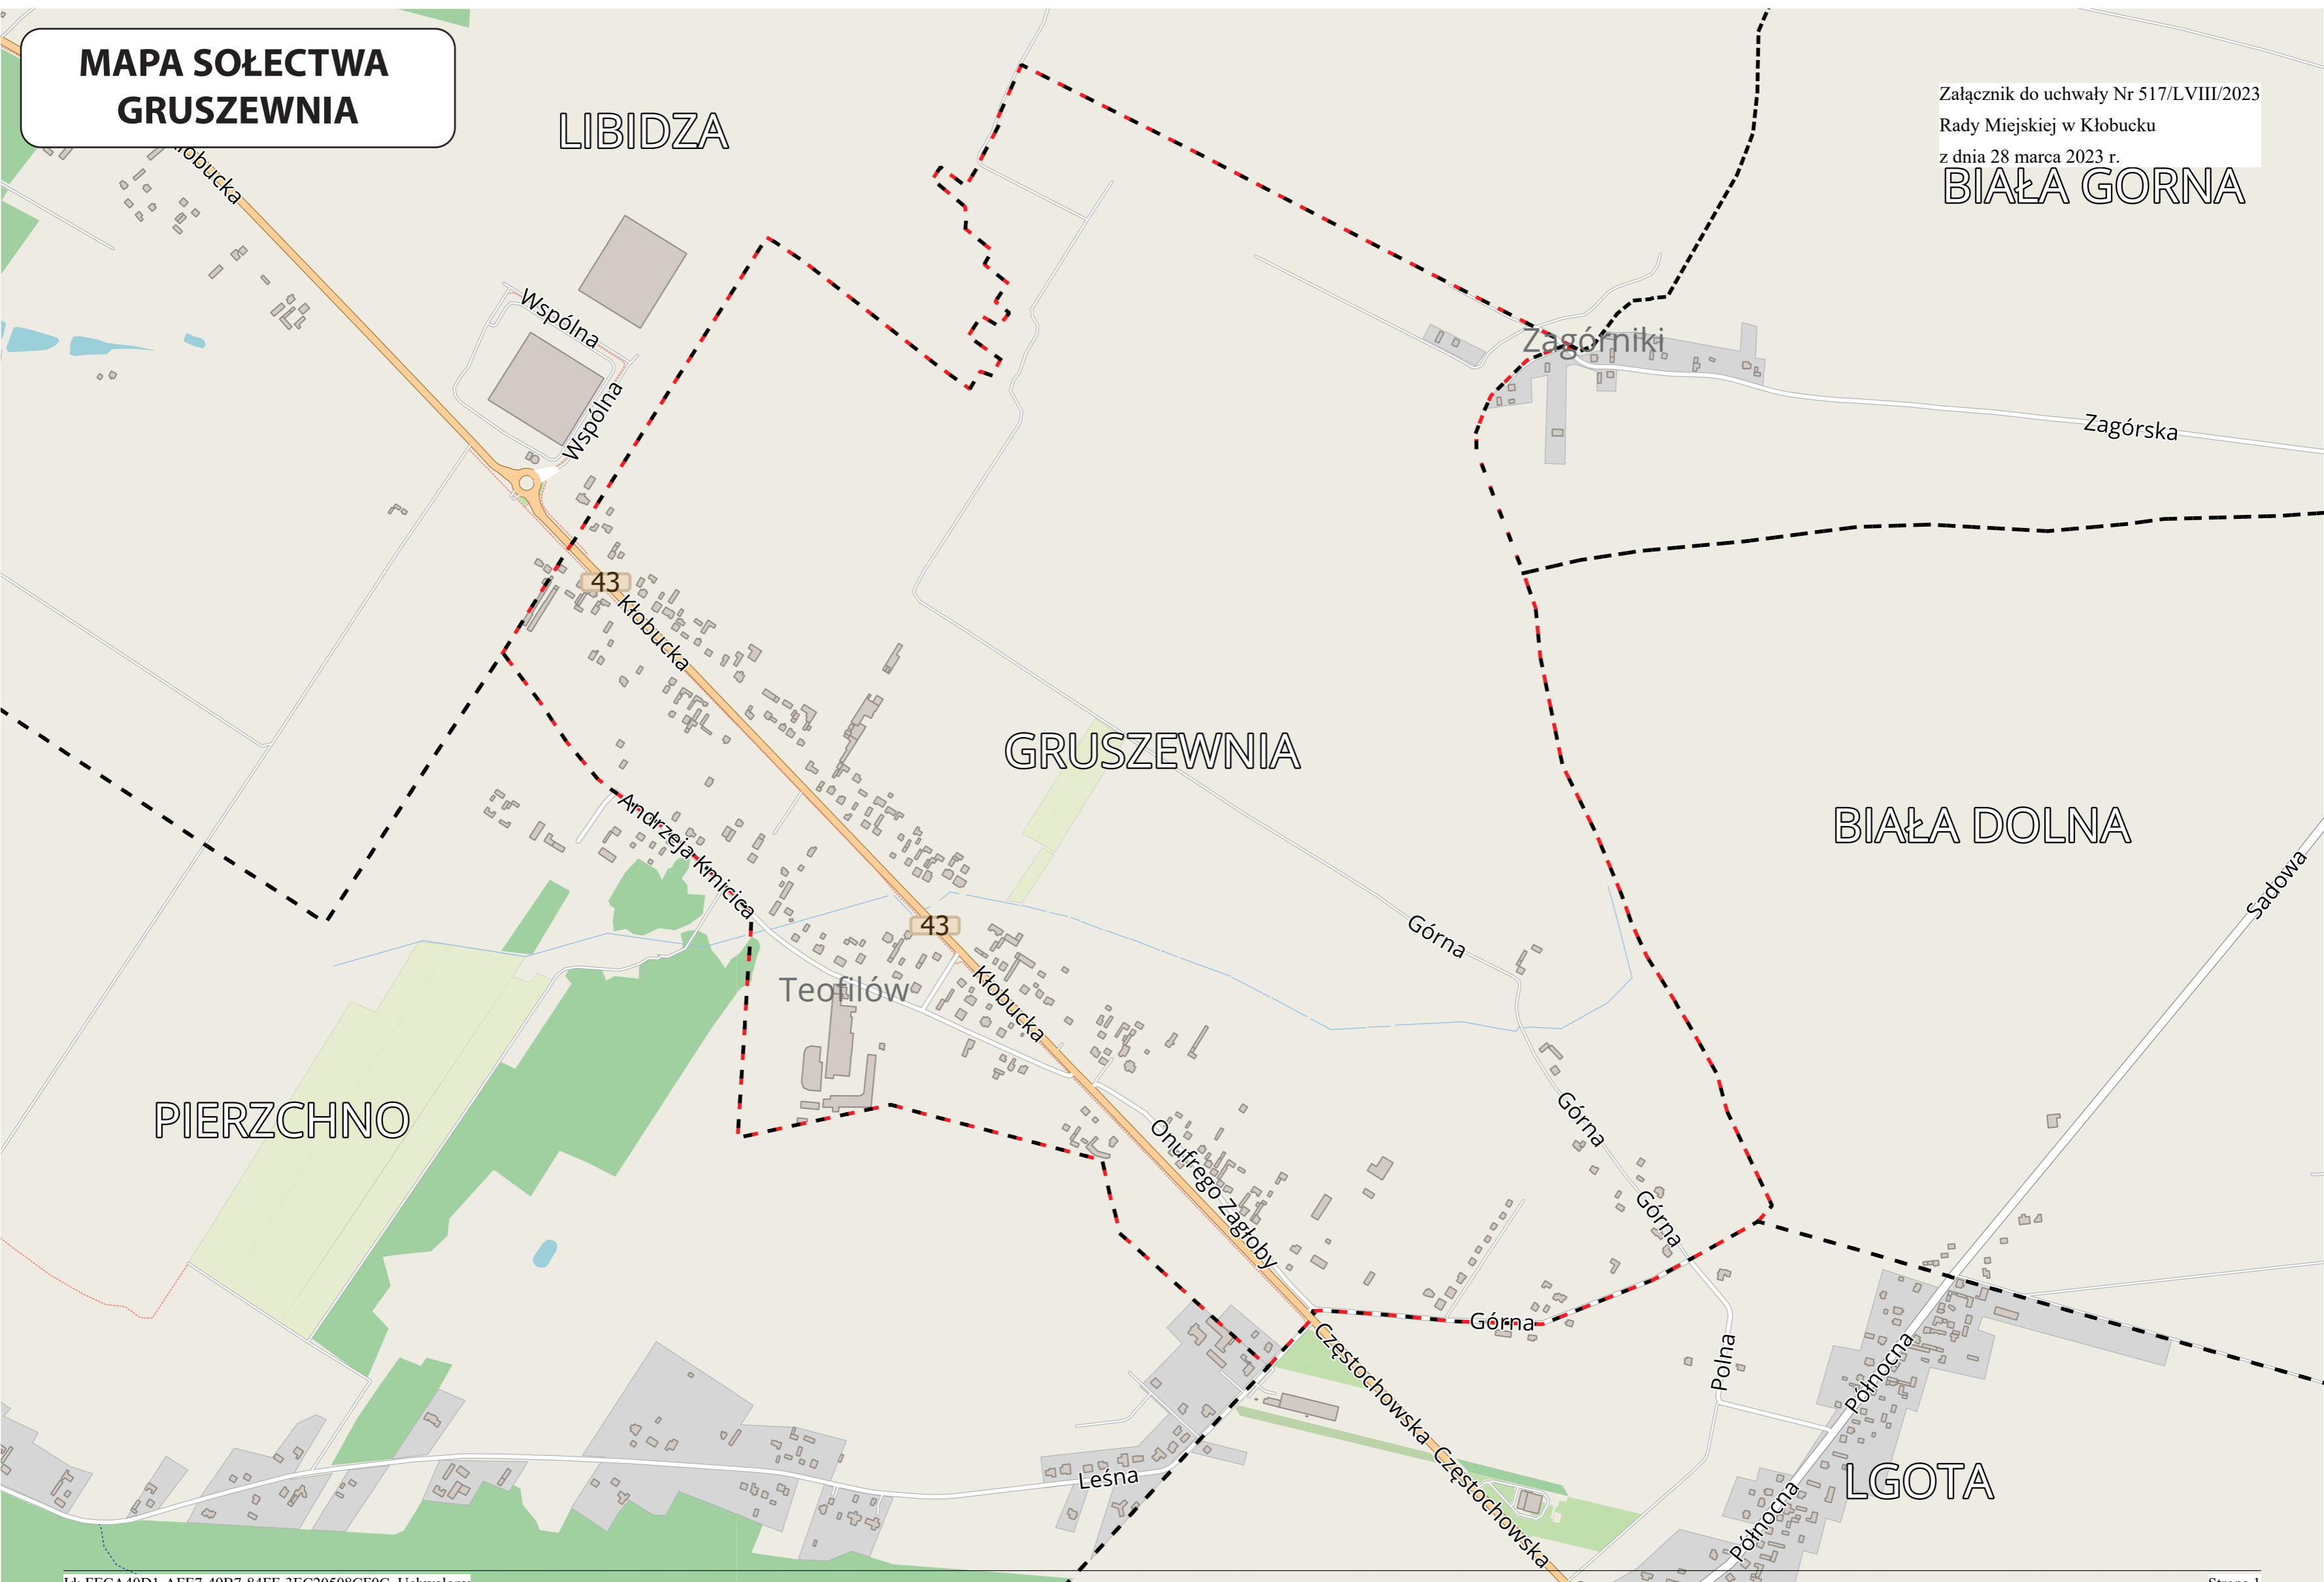 MAPA SOŁECTWA
GRUSZEWNIA
Załącznik do uchwały Nr 517/LVIII/2023
Rady Miejskiej w Kłobucku
z dnia 28 marca 2023 r.
LIBIDZA
BIAŁA GORNA
Wspólna
Wspólna
Zagórniki
Zagórska
43
Kłobucka
GRUSZEWNIA
BIAŁA DOLNA
Andrzeja Kmicica
Sadowa
43
Górna
Kłobucka
Teofilów
PIERZCHNO
Górna
Onufrego Zagłoby
Górna
Górna
Częstochowska
Polna
Północna
Częstochowska
Leśna
LGOTA
Północna